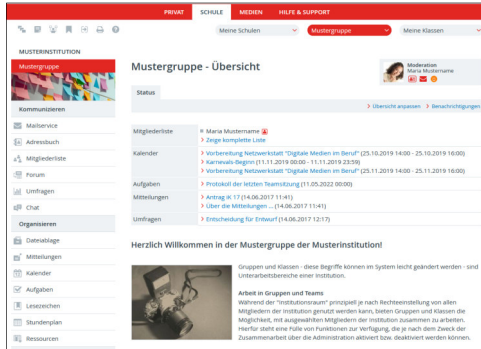 PRIVAT SCHULE MEDIEN HILFE & SUPPORT
Meine Schulen Mustergruppe Meine Klassen
MUSTERINSTITUTION
Mustergruppe
Mustergruppe - Übersicht
Moderation
Maria Mustername
Status
Übersicht anpassen Benachrichtigungen
Kommunizieren
Mailservice
Adressbuch
Mitgliederliste
Forum
Umfragen
Chat
Organisieren
Dateiablage
Mitteilungen
Kalender
Aufgaben
Lesezeichen
Stundenplan
Ressourcen
Mitgliederliste Maria Mustername
Zeige komplette Liste
Kalender Vorbereitung Netzwerkstatt "Digitale Medien im Beruf" (25.10.2019 14:00 - 25.10.2019 16:00)
Karnevals-Beginn (11.11.2019 00:00 - 11.11.2019 23:59)
Vorbereitung Netzwerkstatt "Digitale Medien im Beruf" (25.11.2019 14:00 - 25.11.2019 16:00)
Aufgaben Protokoll der letzten Teamsitzung (11.05.2022 00:00)
Mitteilungen Antrag IK 17 (14.06.2017 11:41)
Über die Mitteilungen ... (14.06.2017 11:41)
Umfragen Entscheidung für Entwurf (14.06.2017 12:17)
Herzlich Willkommen in der Mustergruppe der Musterinstitution!
Gruppen und Klassen - diese Begriffe können im System leicht geändert werden - sind
Unterarbeitsbereiche einer Institution.
Arbeit in Gruppen und Teams
Während der "Institutionsraum" prinzipiell je nach Rechteeinstellung von allen
Mitgliedern der Institution genutzt werden kann, bieten Gruppen und Klassen die
Möglichkeit, mit ausgewählten Mitgliedern der Institution zusammen zu arbeiten.
Hierfür steht eine Fülle von Funktionen zur Verfügung, die je nach dem Zweck der
Zusammenarbeit über die Administration aktiviert bzw. deaktiviert werden können.